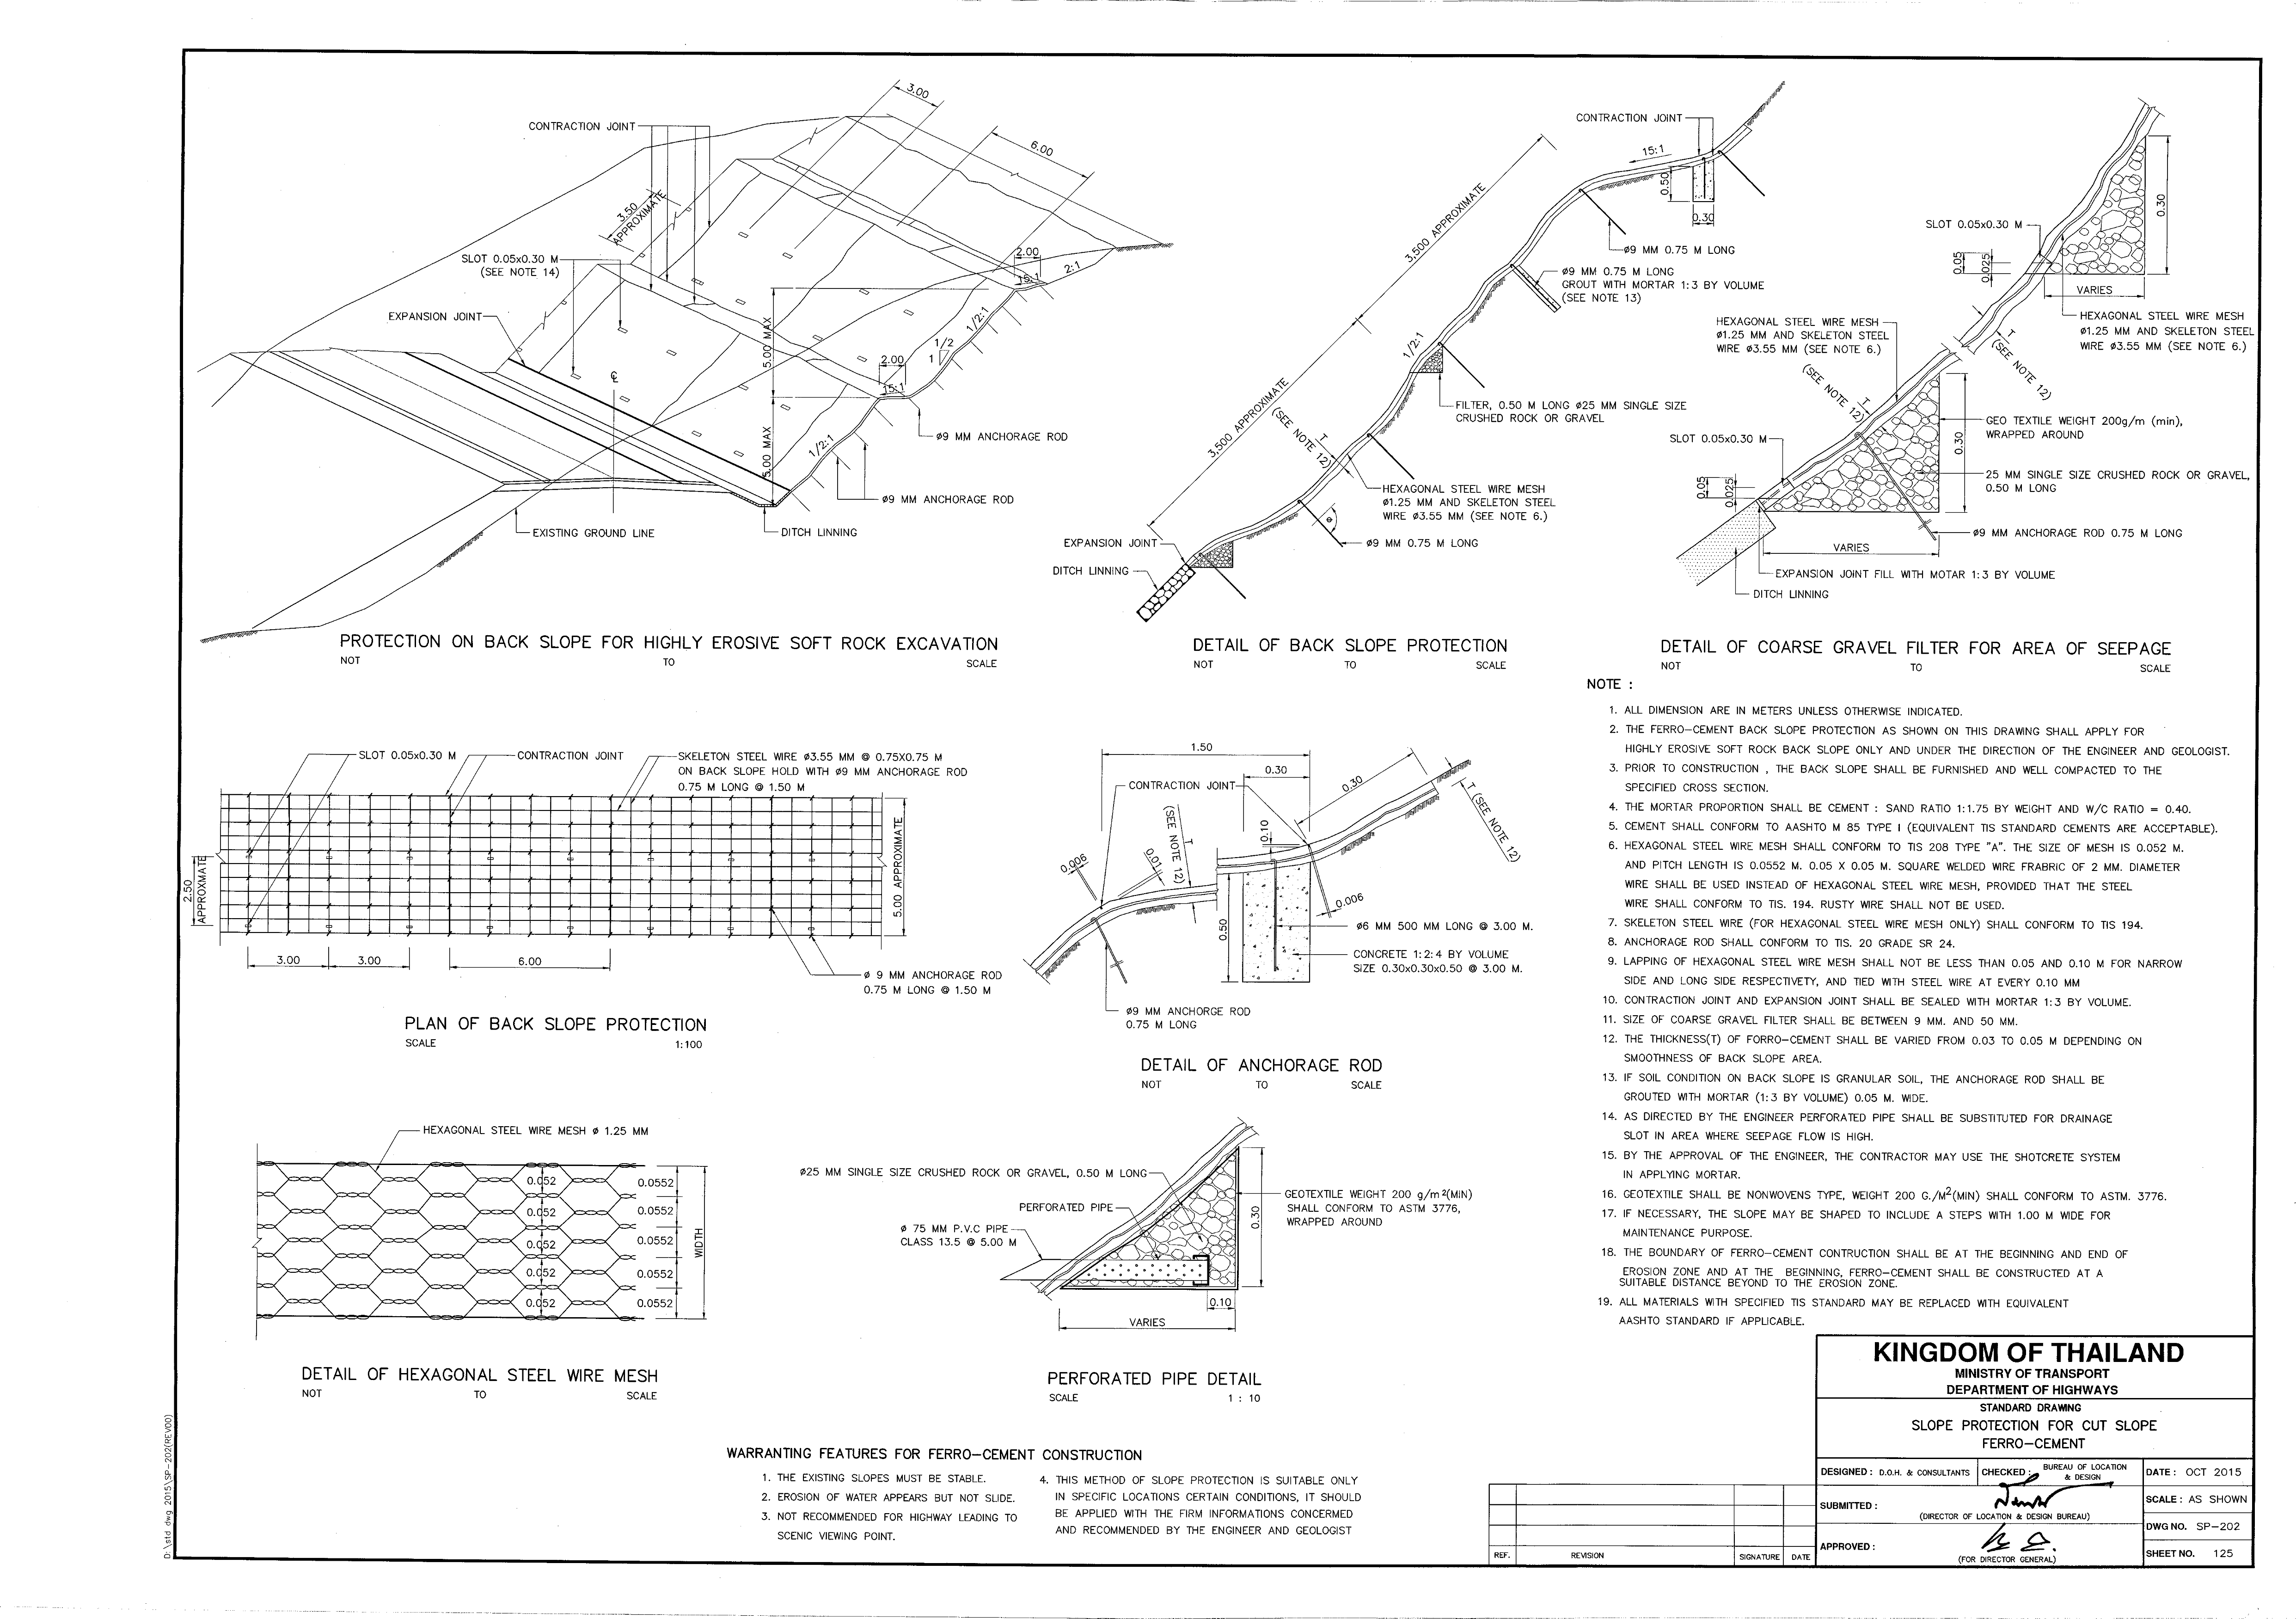 3.00
CONTRACTION JOINT
6.00
3.50
APPROXIMATE
SLOT 0.05x0.30 M
(SEE NOTE 14)
2.00
15:1
2:1
EXPANSION JOINT
5.00 MAX
1/2:1
1/2
1
2.00
15:1
℄
5.00 MAX
1/2:1
Ø9 MM ANCHORAGE ROD
Ø9 MM ANCHORAGE ROD
EXISTING GROUND LINE
DITCH LINNING
PROTECTION ON BACK SLOPE FOR HIGHLY EROSIVE SOFT ROCK EXCAVATION
NOT TO SCALE
CONTRACTION JOINT
15:1
0.50
0.30
3,500 APPROXIMATE
Ø9 MM 0.75 M LONG
Ø9 MM 0.75 M LONG
GROUT WITH MORTAR 1:3 BY VOLUME
(SEE NOTE 13)
1/2:1
3,500 APPROXIMATE
FILTER, 0.50 M LONG Ø25 MM SINGLE SIZE
CRUSHED ROCK OR GRAVEL
T
(SEE NOTE 12)
HEXAGONAL STEEL WIRE MESH
Ø1.25 MM AND SKELETON STEEL
WIRE Ø3.55 MM (SEE NOTE 6.)
EXPANSION JOINT
Ø9 MM 0.75 M LONG
DITCH LINNING
DETAIL OF BACK SLOPE PROTECTION
NOT TO SCALE
SLOT 0.05x0.30 M
0.30
0.05
0.025
VARIES
HEXAGONAL STEEL WIRE MESH
Ø1.25 MM AND SKELETON STEEL
WIRE Ø3.55 MM (SEE NOTE 6.)
HEXAGONAL STEEL WIRE MESH
Ø1.25 MM AND SKELETON STEEL
WIRE Ø3.55 MM (SEE NOTE 6.)
T
(SEE NOTE 12)
T
(SEE NOTE 12)
GEO TEXTILE WEIGHT 200g/m (min),
WRAPPED AROUND
SLOT 0.05x0.30 M
0.30
0.05
0.025
25 MM SINGLE SIZE CRUSHED ROCK OR GRAVEL,
0.50 M LONG
Ø9 MM ANCHORAGE ROD 0.75 M LONG
VARIES
EXPANSION JOINT FILL WITH MOTAR 1:3 BY VOLUME
DITCH LINNING
DETAIL OF COARSE GRAVEL FILTER FOR AREA OF SEEPAGE
NOT TO SCALE
SLOT 0.05x0.30 M
CONTRACTION JOINT
SKELETON STEEL WIRE Ø3.55 MM @ 0.75X0.75 M
ON BACK SLOPE HOLD WITH Ø9 MM ANCHORAGE ROD
0.75 M LONG @ 1.50 M
2.50
APPROXMATE
5.00 APPROXIMATE
3.00
3.00
6.00
Ø 9 MM ANCHORAGE ROD
0.75 M LONG @ 1.50 M
PLAN OF BACK SLOPE PROTECTION
SCALE 1:100
1.50
0.30
CONTRACTION JOINT
0.30
T (SEE NOTE 12)
0.10
T
(SEE NOTE 12)
0.006
0.01
0.50
0.006
Ø6 MM 500 MM LONG @ 3.00 M.
CONCRETE 1:2:4 BY VOLUME
SIZE 0.30x0.30x0.50 @ 3.00 M.
Ø9 MM ANCHORGE ROD
0.75 M LONG
DETAIL OF ANCHORAGE ROD
NOT TO SCALE
HEXAGONAL STEEL WIRE MESH Ø 1.25 MM
0.052
0.052
0.052
0.052
0.052
0.0552
0.0552
0.0552
0.0552
0.0552
WIDTH
DETAIL OF HEXAGONAL STEEL WIRE MESH
NOT TO SCALE
Ø25 MM SINGLE SIZE CRUSHED ROCK OR GRAVEL, 0.50 M LONG
PERFORATED PIPE
Ø 75 MM P.V.C PIPE
CLASS 13.5 @ 5.00 M
GEOTEXTILE WEIGHT 200 g/m²(MIN)
SHALL CONFORM TO ASTM 3776,
WRAPPED AROUND
0.30
0.10
VARIES
PERFORATED PIPE DETAIL
SCALE 1 : 10
WARRANTING FEATURES FOR FERRO-CEMENT CONSTRUCTION
1. THE EXISTING SLOPES MUST BE STABLE.
2. EROSION OF WATER APPEARS BUT NOT SLIDE.
3. NOT RECOMMENDED FOR HIGHWAY LEADING TO
SCENIC VIEWING POINT.
4. THIS METHOD OF SLOPE PROTECTION IS SUITABLE ONLY
IN SPECIFIC LOCATIONS CERTAIN CONDITIONS, IT SHOULD
BE APPLIED WITH THE FIRM INFORMATIONS CONCERMED
AND RECOMMENDED BY THE ENGINEER AND GEOLOGIST
NOTE :
1. ALL DIMENSION ARE IN METERS UNLESS OTHERWISE INDICATED.
2. THE FERRO-CEMENT BACK SLOPE PROTECTION AS SHOWN ON THIS DRAWING SHALL APPLY FOR
HIGHLY EROSIVE SOFT ROCK BACK SLOPE ONLY AND UNDER THE DIRECTION OF THE ENGINEER AND GEOLOGIST.
3. PRIOR TO CONSTRUCTION , THE BACK SLOPE SHALL BE FURNISHED AND WELL COMPACTED TO THE
SPECIFIED CROSS SECTION.
4. THE MORTAR PROPORTION SHALL BE CEMENT : SAND RATIO 1:1.75 BY WEIGHT AND W/C RATIO = 0.40.
5. CEMENT SHALL CONFORM TO AASHTO M 85 TYPE I (EQUIVALENT TIS STANDARD CEMENTS ARE ACCEPTABLE).
6. HEXAGONAL STEEL WIRE MESH SHALL CONFORM TO TIS 208 TYPE "A". THE SIZE OF MESH IS 0.052 M.
AND PITCH LENGTH IS 0.0552 M. 0.05 X 0.05 M. SQUARE WELDED WIRE FRABRIC OF 2 MM. DIAMETER
WIRE SHALL BE USED INSTEAD OF HEXAGONAL STEEL WIRE MESH, PROVIDED THAT THE STEEL
WIRE SHALL CONFORM TO TIS. 194. RUSTY WIRE SHALL NOT BE USED.
7. SKELETON STEEL WIRE (FOR HEXAGONAL STEEL WIRE MESH ONLY) SHALL CONFORM TO TIS 194.
8. ANCHORAGE ROD SHALL CONFORM TO TIS. 20 GRADE SR 24.
9. LAPPING OF HEXAGONAL STEEL WIRE MESH SHALL NOT BE LESS THAN 0.05 AND 0.10 M FOR NARROW
SIDE AND LONG SIDE RESPECTIVETY, AND TIED WITH STEEL WIRE AT EVERY 0.10 MM
10. CONTRACTION JOINT AND EXPANSION JOINT SHALL BE SEALED WITH MORTAR 1:3 BY VOLUME.
11. SIZE OF COARSE GRAVEL FILTER SHALL BE BETWEEN 9 MM. AND 50 MM.
12. THE THICKNESS(T) OF FORRO-CEMENT SHALL BE VARIED FROM 0.03 TO 0.05 M DEPENDING ON
SMOOTHNESS OF BACK SLOPE AREA.
13. IF SOIL CONDITION ON BACK SLOPE IS GRANULAR SOIL, THE ANCHORAGE ROD SHALL BE
GROUTED WITH MORTAR (1:3 BY VOLUME) 0.05 M. WIDE.
14. AS DIRECTED BY THE ENGINEER PERFORATED PIPE SHALL BE SUBSTITUTED FOR DRAINAGE
SLOT IN AREA WHERE SEEPAGE FLOW IS HIGH.
15. BY THE APPROVAL OF THE ENGINEER, THE CONTRACTOR MAY USE THE SHOTCRETE SYSTEM
IN APPLYING MORTAR.
16. GEOTEXTILE SHALL BE NONWOVENS TYPE, WEIGHT 200 G./M²(MIN) SHALL CONFORM TO ASTM. 3776.
17. IF NECESSARY, THE SLOPE MAY BE SHAPED TO INCLUDE A STEPS WITH 1.00 M WIDE FOR
MAINTENANCE PURPOSE.
18. THE BOUNDARY OF FERRO-CEMENT CONTRUCTION SHALL BE AT THE BEGINNING AND END OF
EROSION ZONE AND AT THE BEGINNING, FERRO-CEMENT SHALL BE CONSTRUCTED AT A
SUITABLE DISTANCE BEYOND TO THE EROSION ZONE.
19. ALL MATERIALS WITH SPECIFIED TIS STANDARD MAY BE REPLACED WITH EQUIVALENT
AASHTO STANDARD IF APPLICABLE.
KINGDOM OF THAILAND
MINISTRY OF TRANSPORT
DEPARTMENT OF HIGHWAYS
STANDARD DRAWING
SLOPE PROTECTION FOR CUT SLOPE
FERRO-CEMENT
DESIGNED : D.O.H. & CONSULTANTS
CHECKED : BUREAU OF LOCATION
& DESIGN
DATE : OCT 2015
SUBMITTED :
(DIRECTOR OF LOCATION & DESIGN BUREAU)
SCALE : AS SHOWN
DWG NO. SP-202
APPROVED :
(FOR DIRECTOR GENERAL)
SHEET NO. 125
REF. REVISION SIGNATURE DATE
D:\std dwg 2015\SP-202(REV00)